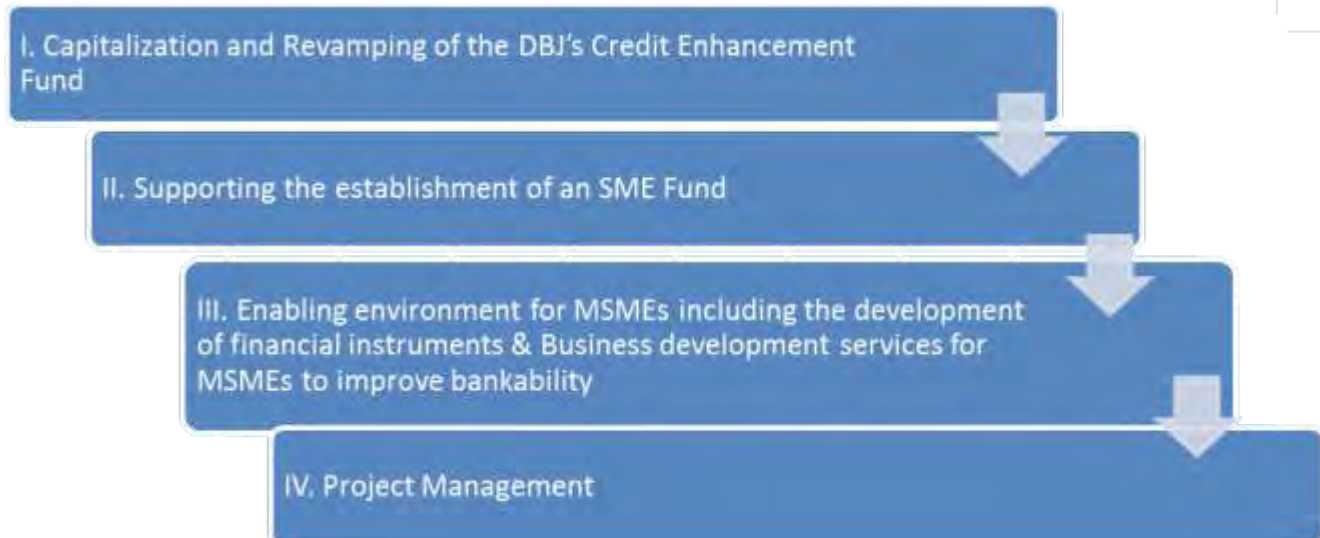 I. Capitalization and Revamping of the DBJ's Credit Enhancement
Fund
II. Supporting the establishment of an SME Fund
III. Enabling environment for MSMEs including the development
of financial instruments & Business development services for
MSMEs to improve bankability
IV. Project Management